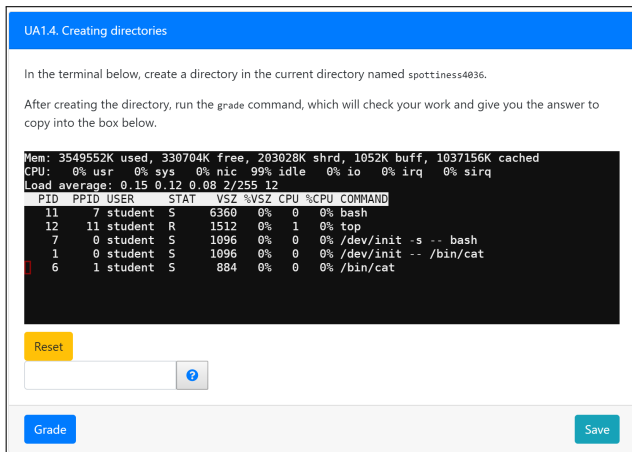 UA1.4. Creating directories
In the terminal below, create a directory in the current directory named spottiness4036.
After creating the directory, run the grade command, which will check your work and give you the answer to
copy into the box below.
Mem: 3549552K used, 330704K free, 203028K shrd, 1052K buff, 1037156K cached
CPU:   0% usr   0% sys   0% nic  99% idle   0% io   0% irq   0% sirq
Load average: 0.15 0.12 0.08 2/255 12
  PID  PPID USER     STAT   VSZ %VSZ CPU %CPU COMMAND
   11     7 student  S     6360   0%   0   0% bash
   12    11 student  R     1512   0%   1   0% top
    7     0 student  S     1096   0%   0   0% /dev/init -s -- bash
    1     0 student  S     1096   0%   0   0% /dev/init -- /bin/cat
    6     1 student  S      884   0%   0   0% /bin/cat
Reset
?
Grade
Save